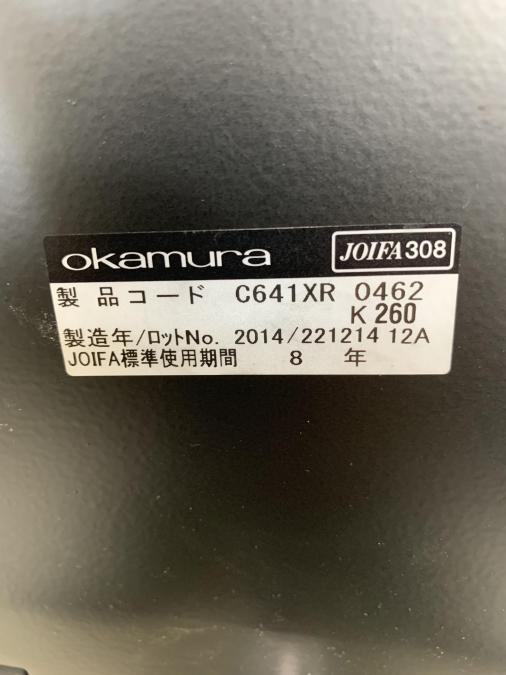 okamura JOIFA308
製品コード C641XR 0462
K 260
製造年/ロットNo. 2014/221214 12A
JOIFA標準使用期間 8 年